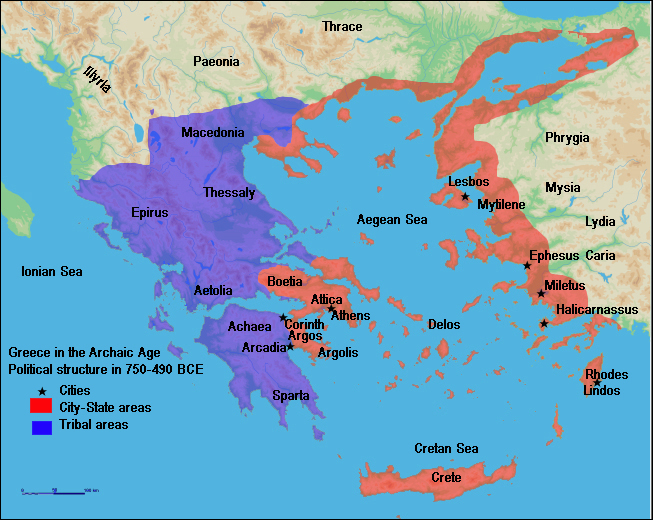 Thrace
Paeonia
Illyria
Macedonia
Phrygia
Lesbos
Mysia
Thessaly
Mytilene
Epirus
Aegean Sea
Lydia
Ephesus Caria
Ionian Sea
Boetia
Miletus
Aetolia
Attica
Halicarnassus
Athens
Achaea
Corinth
Delos
Argos
Arcadia
Argolis
Greece in the Archaic Age
Political structure in 750-490 BCE
Rhodes
Cities
Lindos
Sparta
City-State areas
Tribal areas
Cretan Sea
Crete